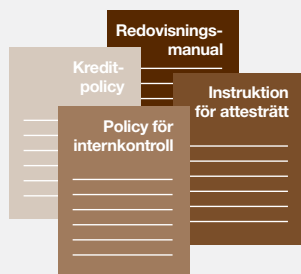 Redovisnings-
manual
Kredit-
policy
Instruktion
för attesträtt
Policy för
internkontroll